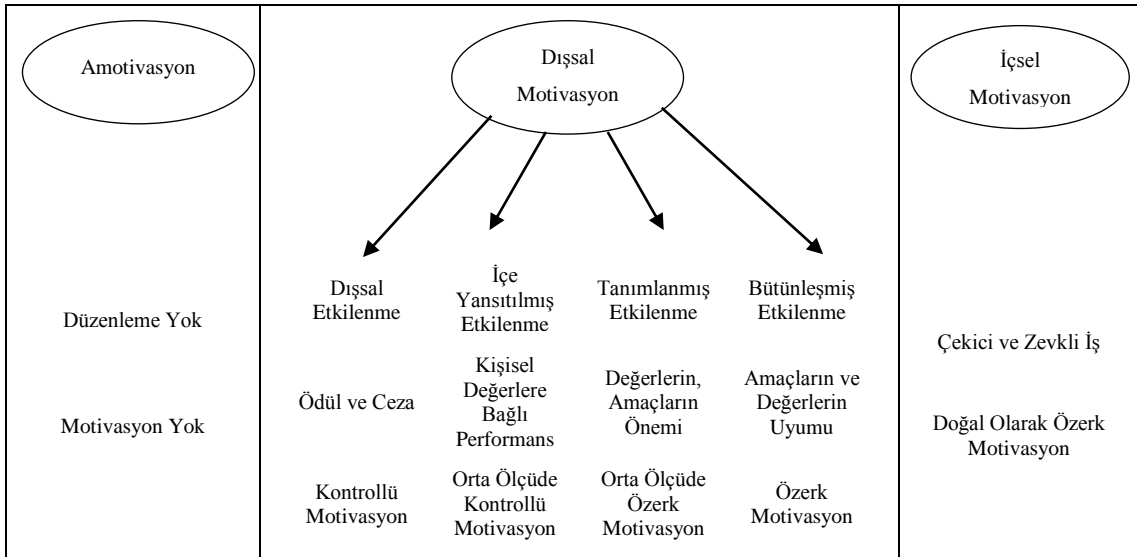 Amotivasyon
Düzenleme Yok
Motivasyon Yok
Dışsal
Motivasyon
Dışsal
Etkilenme
Ödül ve Ceza
Kontrollü
Motivasyon
İçe
Yansıtılmış
Etkilenme
Kişisel
Değerlere
Bağlı
Performans
Orta Ölçüde
Kontrollü
Motivasyon
Tanımlanmış
Etkilenme
Değerlerin,
Amaçların
Önemi
Orta Ölçüde
Özerk
Motivasyon
Bütünleşmiş
Etkilenme
Amaçların ve
Değerlerin
Uyumu
Özerk
Motivasyon
İçsel
Motivasyon
Çekici ve Zevkli İş
Doğal Olarak Özerk
Motivasyon